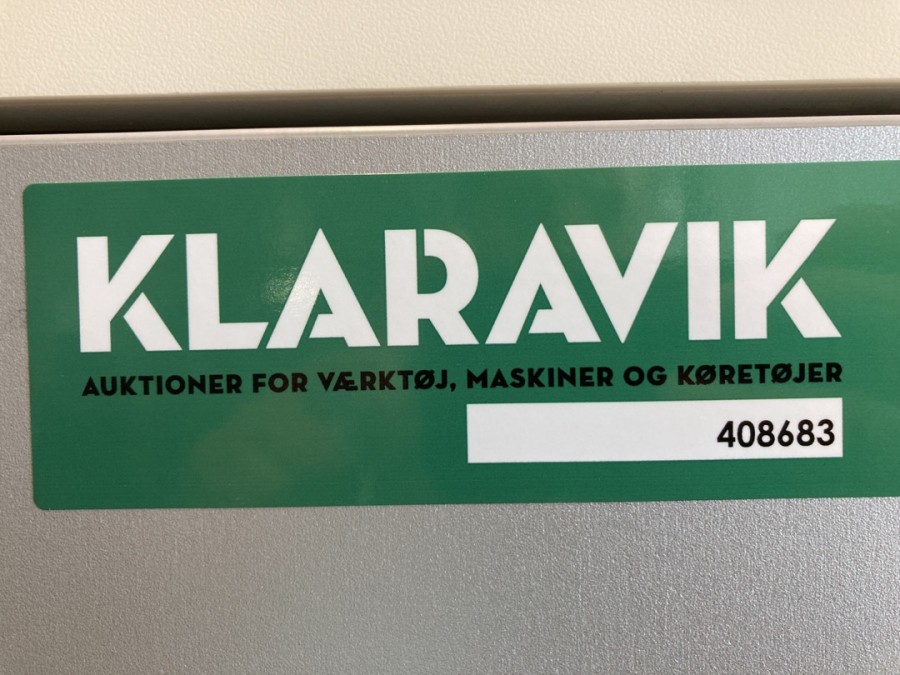 KLARAVIK
AUKTIONER FOR VÆRKTØJ, MASKINER OG KØRETØJER
408683